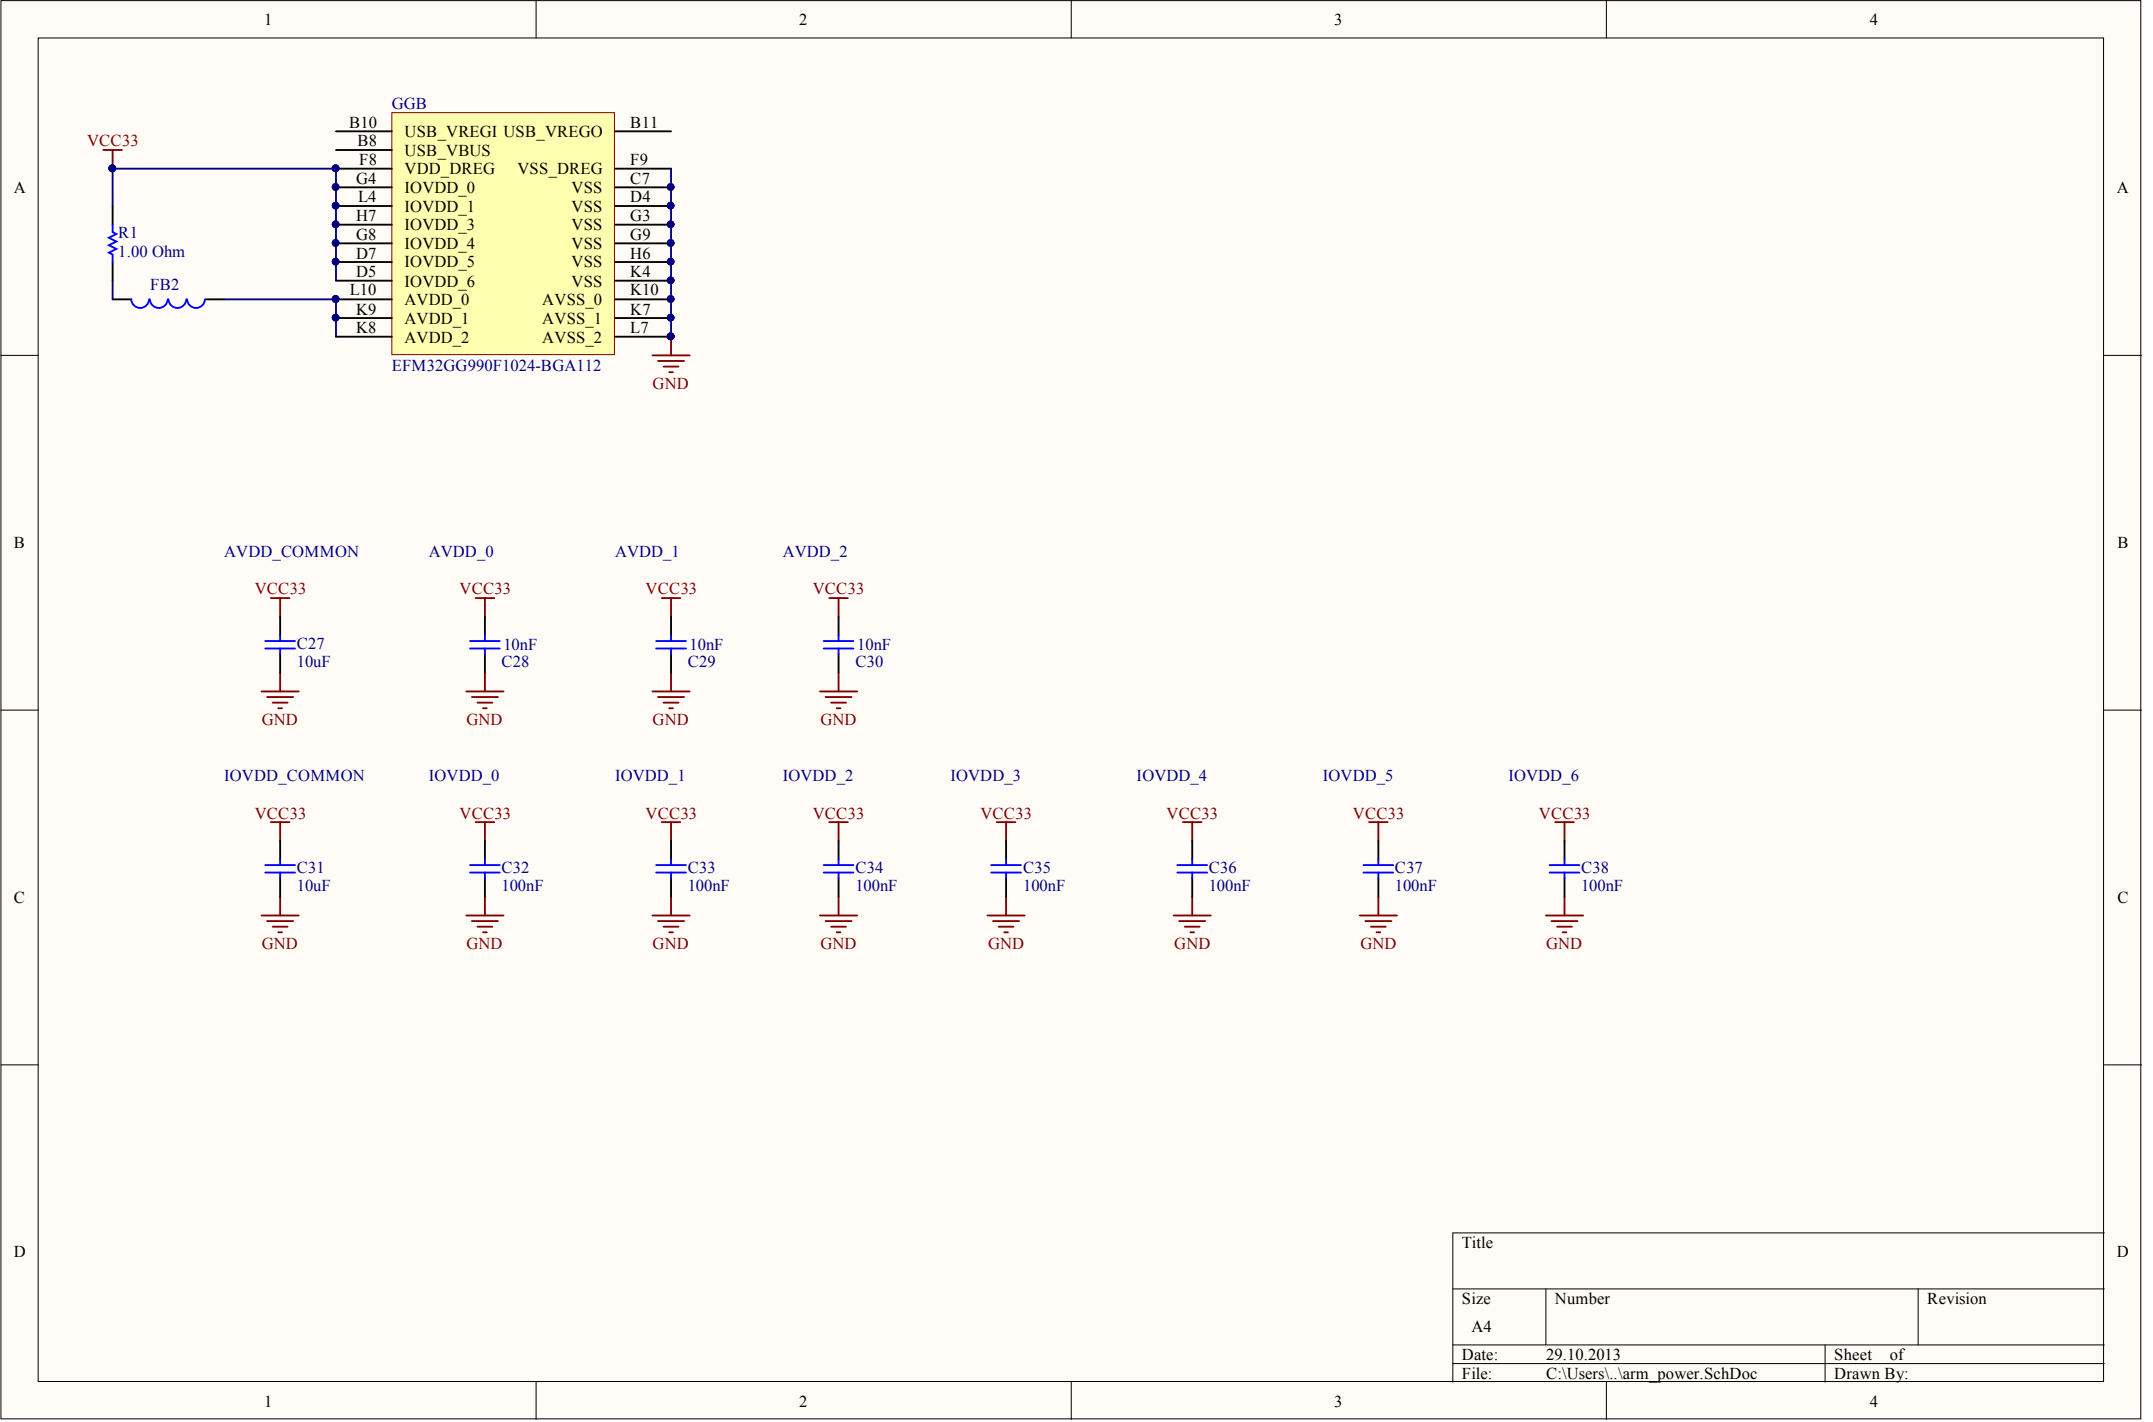 1 2 3 4
A A
B B
C C
D D
GGB
VCC33
B10 USB_VREGI USB_VREGO B11
B8 USB_VBUS
F8 VDD_DREG VSS_DREG F9
G4 IOVDD_0 VSS C7
L4 IOVDD_1 VSS D4
H7 IOVDD_3 VSS G3
G8 IOVDD_4 VSS G9
D7 IOVDD_5 VSS H6
D5 IOVDD_6 VSS K4
L10 AVDD_0 AVSS_0 K10
K9 AVDD_1 AVSS_1 K7
K8 AVDD_2 AVSS_2 L7
R1
1.00 Ohm
FB2
EFM32GG990F1024-BGA112
GND
AVDD_COMMON AVDD_0 AVDD_1 AVDD_2
VCC33 VCC33 VCC33 VCC33
C27 10nF 10nF 10nF
10uF C28 C29 C30
GND GND GND GND
IOVDD_COMMON IOVDD_0 IOVDD_1 IOVDD_2 IOVDD_3 IOVDD_4 IOVDD_5 IOVDD_6
VCC33 VCC33 VCC33 VCC33 VCC33 VCC33 VCC33 VCC33
C31 C32 C33 C34 C35 C36 C37 C38
10uF 100nF 100nF 100nF 100nF 100nF 100nF 100nF
GND GND GND GND GND GND GND GND
Title
Size Number Revision
A4
Date: 29.10.2013 Sheet of
File: C:\Users\..\arm_power.SchDoc Drawn By:
1 2 3 4